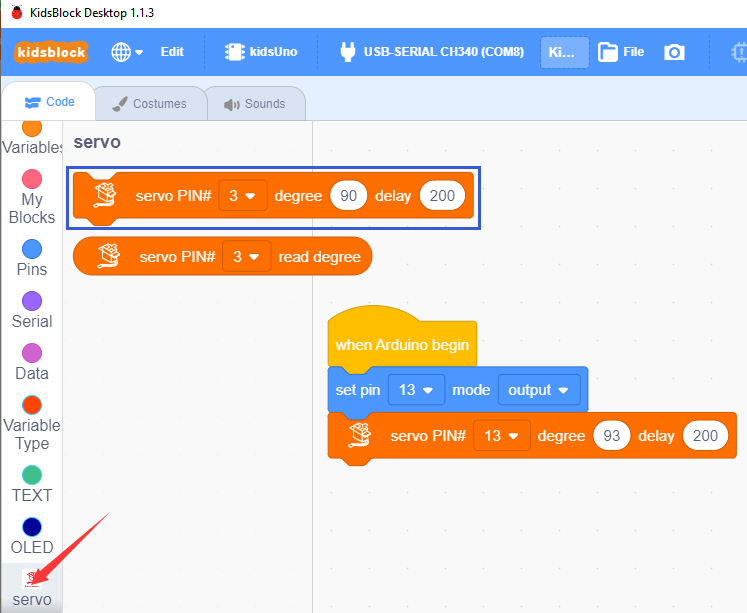 KidsBlock Desktop 1.1.3
kidsblock Edit kidsUno USB-SERIAL CH340 (COM8) Ki... File
Code Costumes Sounds
Variables
My
Blocks
Pins
Serial
Data
Variable
Type
TEXT
OLED
servo
servo
servo PIN# 3 degree 90 delay 200
servo PIN# 3 read degree
when Arduino begin
set pin 13 mode output
servo PIN# 13 degree 93 delay 200